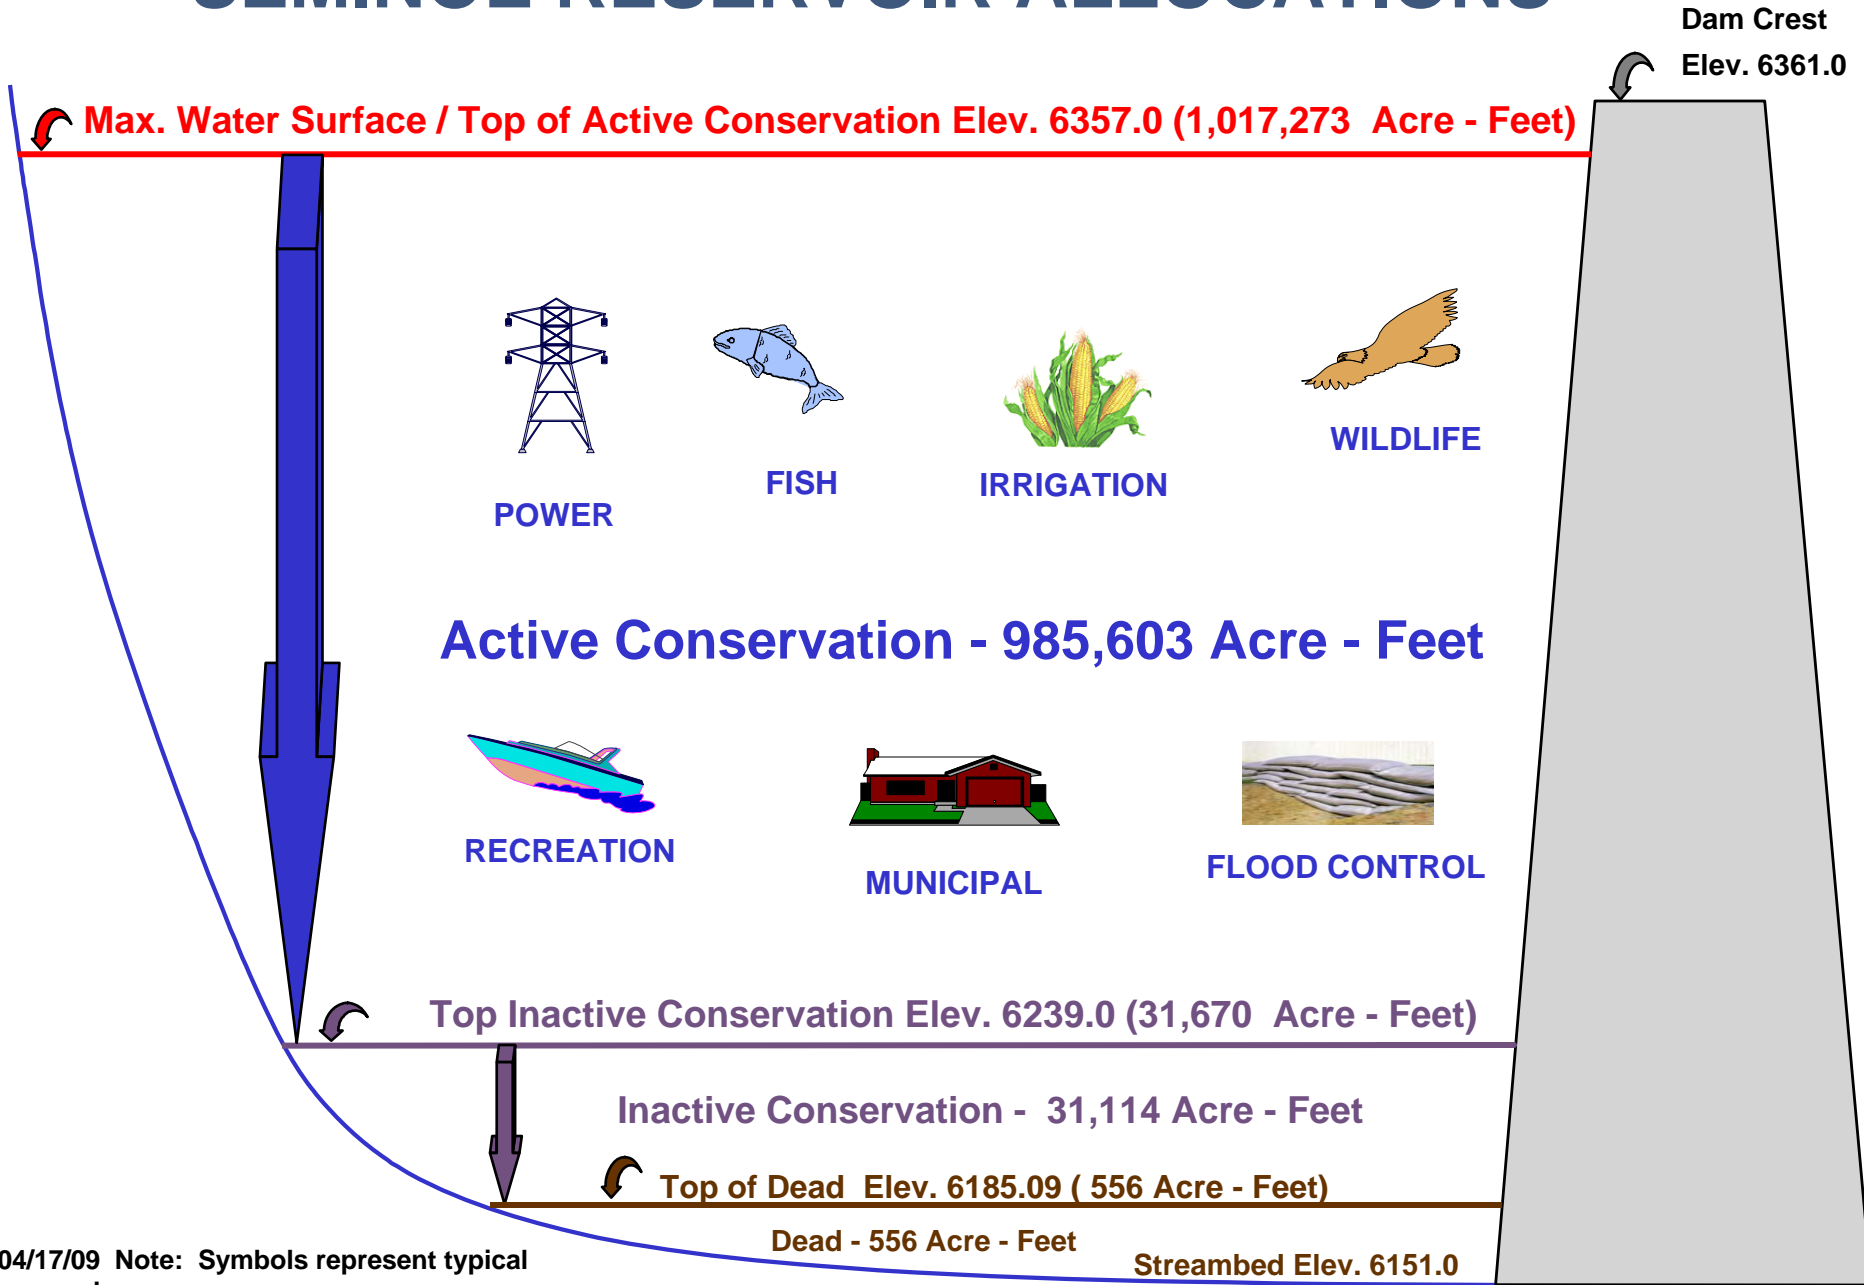 SEMINOE RESERVOIR ALLOCATIONS
Dam Crest
Elev. 6361.0
Max. Water Surface / Top of Active Conservation Elev. 6357.0 (1,017,273  Acre - Feet)
POWER
FISH
IRRIGATION
WILDLIFE
Active Conservation - 985,603 Acre - Feet
RECREATION
MUNICIPAL
FLOOD CONTROL
Top Inactive Conservation Elev. 6239.0 (31,670  Acre - Feet)
Inactive Conservation -  31,114 Acre - Feet
Top of Dead  Elev. 6185.09 ( 556 Acre - Feet)
Dead - 556 Acre - Feet
Streambed Elev. 6151.0
04/17/09  Note:  Symbols represent typical